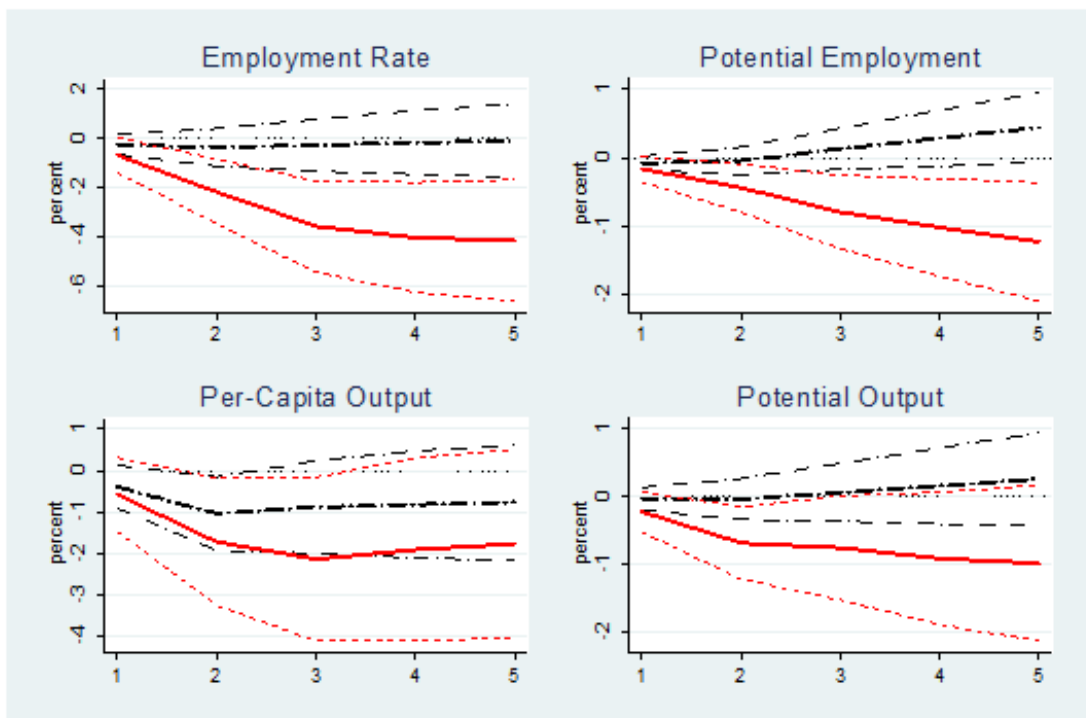 Employment Rate
percent
2
0
-2
-4
-6
1 2 3 4 5
Potential Employment
percent
1
0
-1
-2
1 2 3 4 5
Per-Capita Output
percent
1
0
-1
-2
-3
-4
1 2 3 4 5
Potential Output
percent
1
0
-1
-2
1 2 3 4 5